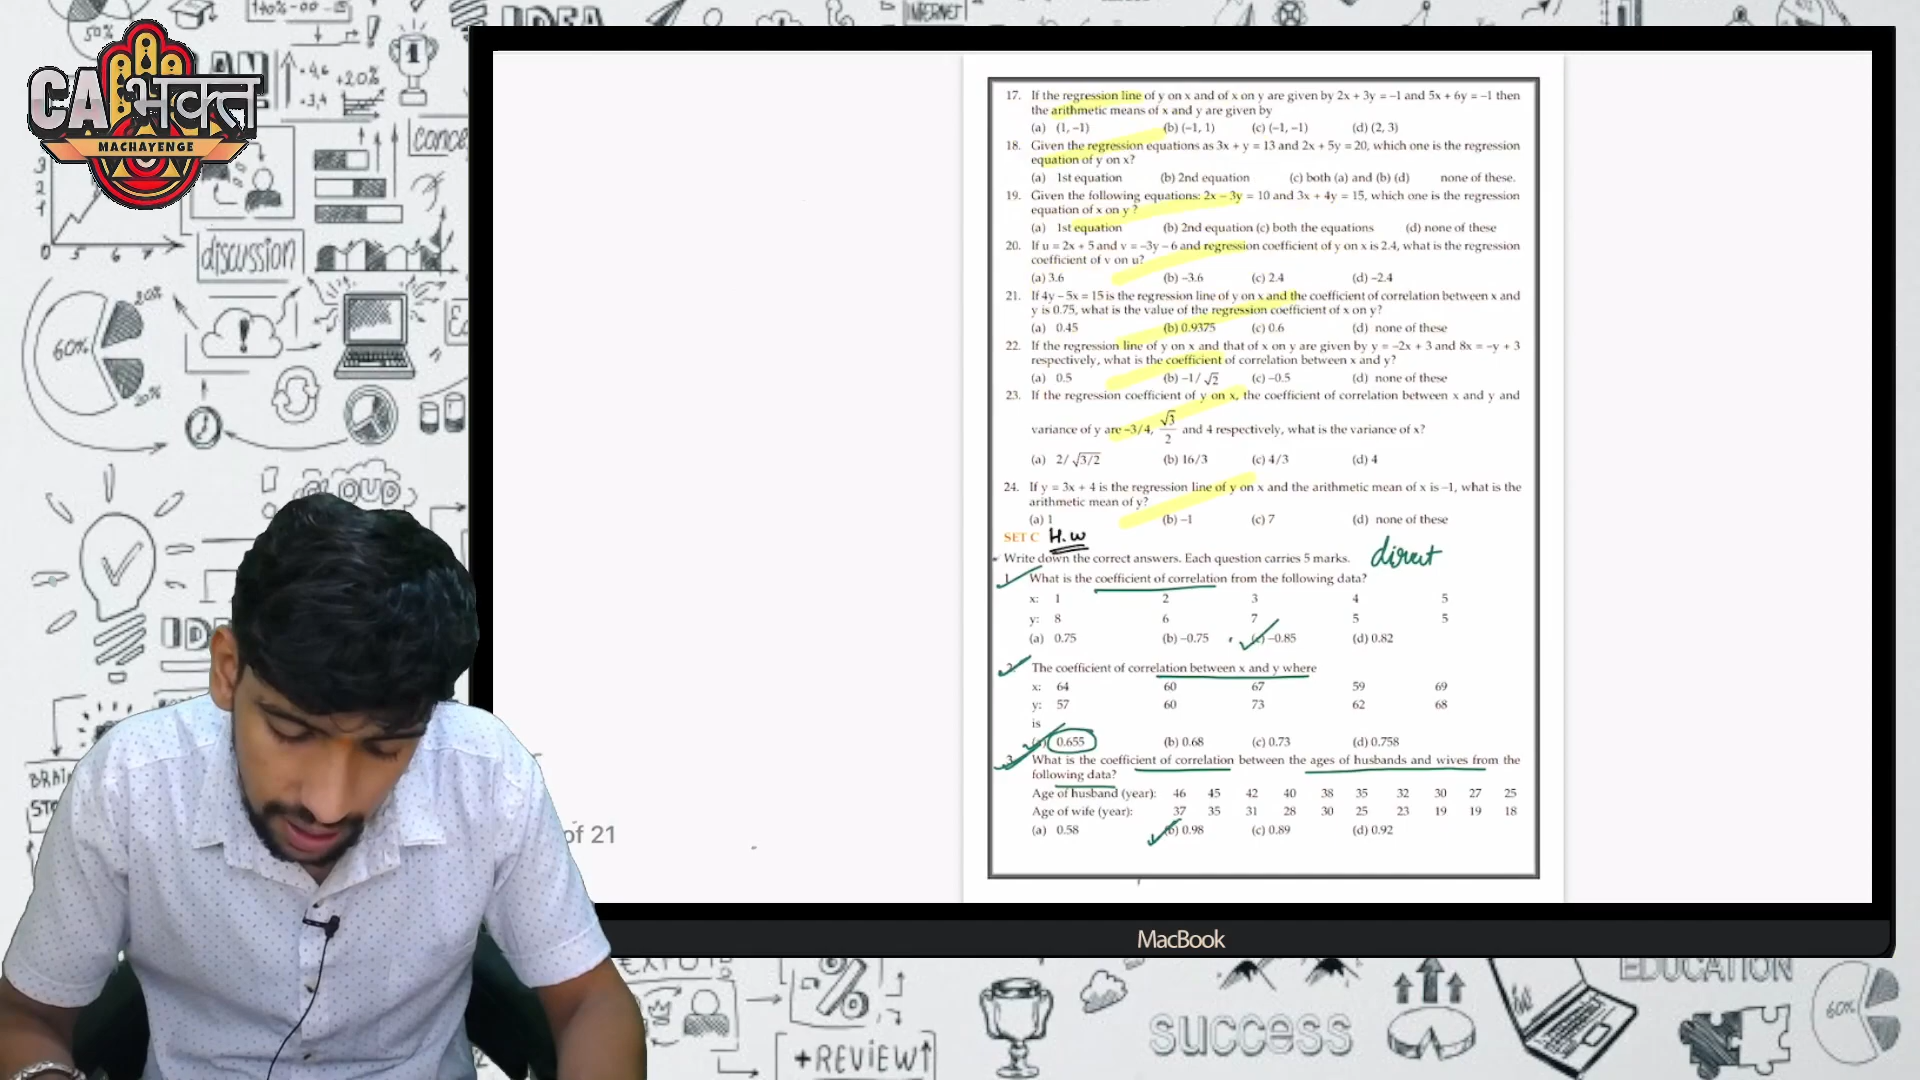 CA भक्त
MACHAYENGE
IDEA
INTERNET
50%
+20%
discussion
60%
20%
20%
CLOUD
17. If the regression line of y on x and of x on y are given by 2x + 3y = −1 and 5x + 6y = −1 then
the arithmetic means of x and y are given by
(a) (1, −1) (b) (−1, 1) (c) (−1, −1) (d) (2, 3)
18. Given the regression equations as 3x + y = 13 and 2x + 5y = 20, which one is the regression
equation of y on x?
(a) 1st equation (b) 2nd equation (c) both (a) and (b) (d) none of these.
19. Given the following equations: 2x − 3y = 10 and 3x + 4y = 15, which one is the regression
equation of x on y ?
(a) 1st equation (b) 2nd equation (c) both the equations (d) none of these
20. If u = 2x + 5 and v = −3y − 6 and regression coefficient of y on x is 2.4, what is the regression
coefficient of v on u?
(a) 3.6 (b) −3.6 (c) 2.4 (d) −2.4
21. If 4y − 5x = 15 is the regression line of y on x and the coefficient of correlation between x and
y is 0.75, what is the value of the regression coefficient of x on y?
(a) 0.45 (b) 0.9375 (c) 0.6 (d) none of these
22. If the regression line of y on x and that of x on y are given by y = −2x + 3 and 8x = −y + 3
respectively, what is the coefficient of correlation between x and y?
(a) 0.5 (b) −1/ √2 (c) −0.5 (d) none of these
23. If the regression coefficient of y on x, the coefficient of correlation between x and y and
variance of y are −3/4, √3/2 and 4 respectively, what is the variance of x?
(a) 2/ √3/2 (b) 16/3 (c) 4/3 (d) 4
24. If y = 3x + 4 is the regression line of y on x and the arithmetic mean of x is −1, what is the
arithmetic mean of y?
(a) 1 (b) −1 (c) 7 (d) none of these
SET C H.W
Write down the correct answers. Each question carries 5 marks. direct
1. What is the coefficient of correlation from the following data?
x: 1 2 3 4 5
y: 8 6 7 5 5
(a) 0.75 (b) −0.75 (c) −0.85 (d) 0.82
2. The coefficient of correlation between x and y where
x: 64 60 67 59 69
y: 57 60 73 62 68
is
(a) 0.655 (b) 0.68 (c) 0.73 (d) 0.758
3. What is the coefficient of correlation between the ages of husbands and wives from the
following data?
Age of husband (year): 46 45 42 40 38 35 32 30 27 25
Age of wife (year): 37 35 31 28 30 25 23 19 19 18
(a) 0.58 (b) 0.98 (c) 0.89 (d) 0.92
of 21
MacBook
EDUCATION
%
60%
success
+REVIEW